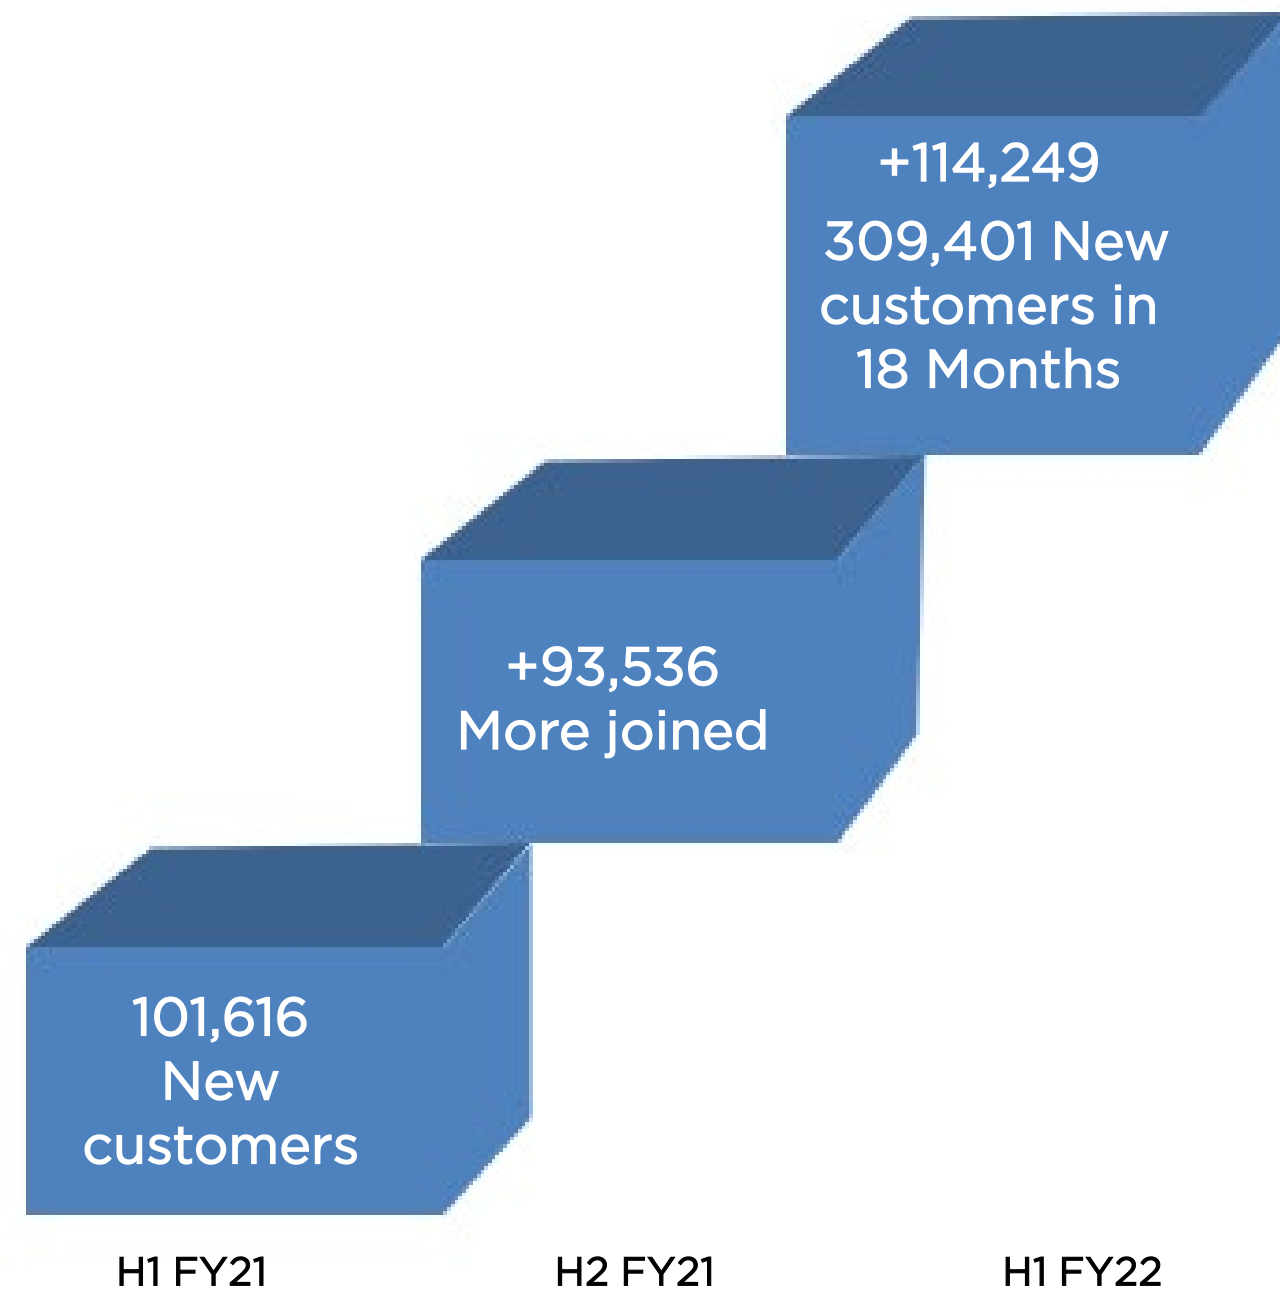 +114,249
309,401 New
customers in
18 Months
+93,536
More joined
101,616
New
customers
H1 FY21
H2 FY21
H1 FY22